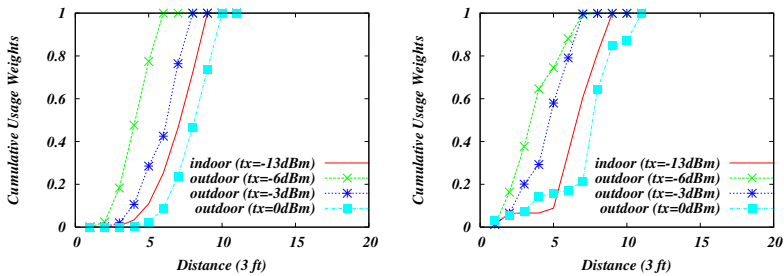 1
0.8
0.6
0.4
0.2
0
Cumulative Usage Weights
indoor (tx=-13dBm)
outdoor (tx=-6dBm)
outdoor (tx=-3dBm)
outdoor (tx=0dBm)
0 5 10 15 20
Distance (3 ft)
1
0.8
0.6
0.4
0.2
0
Cumulative Usage Weights
indoor (tx=-13dBm)
outdoor (tx=-6dBm)
outdoor (tx=-3dBm)
outdoor (tx=0dBm)
0 5 10 15 20
Distance (3 ft)